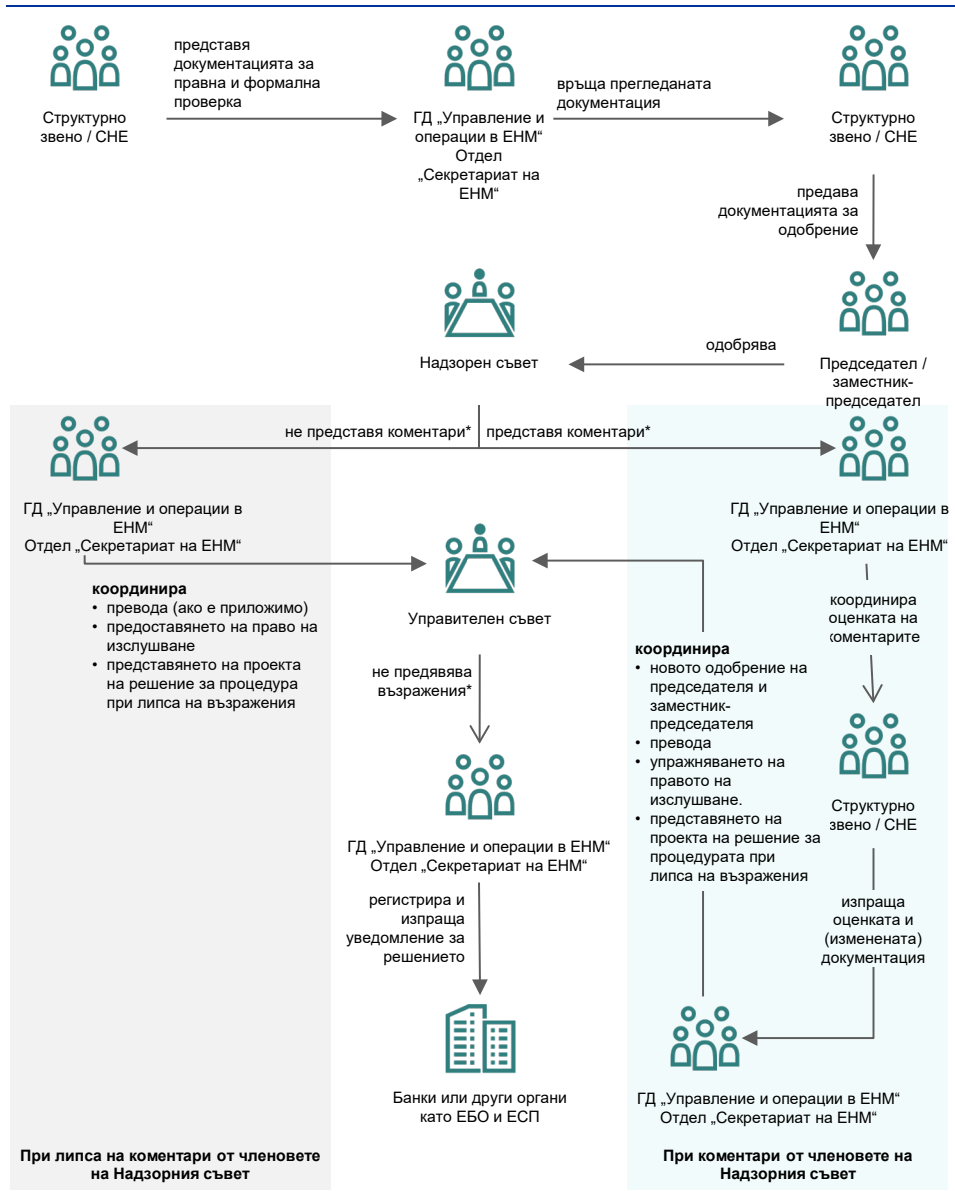 представя
документацията за
правна и формална
проверка
връща прегледаната
документация
Структурно
звено / СНЕ
ГД „Управление и
операции в ЕНМ“
Отдел
„Секретариат на
ЕНМ“
Структурно
звено / СНЕ
предава
документацията за
одобрение
Надзорен съвет
одобрява
Председател /
заместник-
председател
не представя коментари*
представя коментари*
ГД „Управление и операции в
ЕНМ“
Отдел „Секретариат на ЕНМ“
координира
• превода (ако е приложимо)
• предоставянето на право на
изслушване
• представянето на проекта
на решение за процедура
при липса на възражения
Управителен съвет
не предявява
възражения*
ГД „Управление и операции в ЕНМ“
Отдел „Секретариат на ЕНМ“
регистрира и
изпраща
уведомление за
решението
Банки или други органи
като ЕБО и ЕСП
ГД „Управление и операции в
ЕНМ“
Отдел „Секретариат на ЕНМ“
координира
оценката на
коментарите
Структурно
звено / СНЕ
изпраща
оценката и
(изменената)
документация
координира
• новото одобрение на
председателя и
заместник-
председателя
• превода
• упражняването на
правото на
изслушване.
• представянето на
проекта на решение за
процедурата при
липса на възражения
ГД „Управление и операции в ЕНМ“
Отдел „Секретариат на ЕНМ“
При липса на коментари от членовете
на Надзорния съвет
При коментари от членовете на
Надзорния съвет